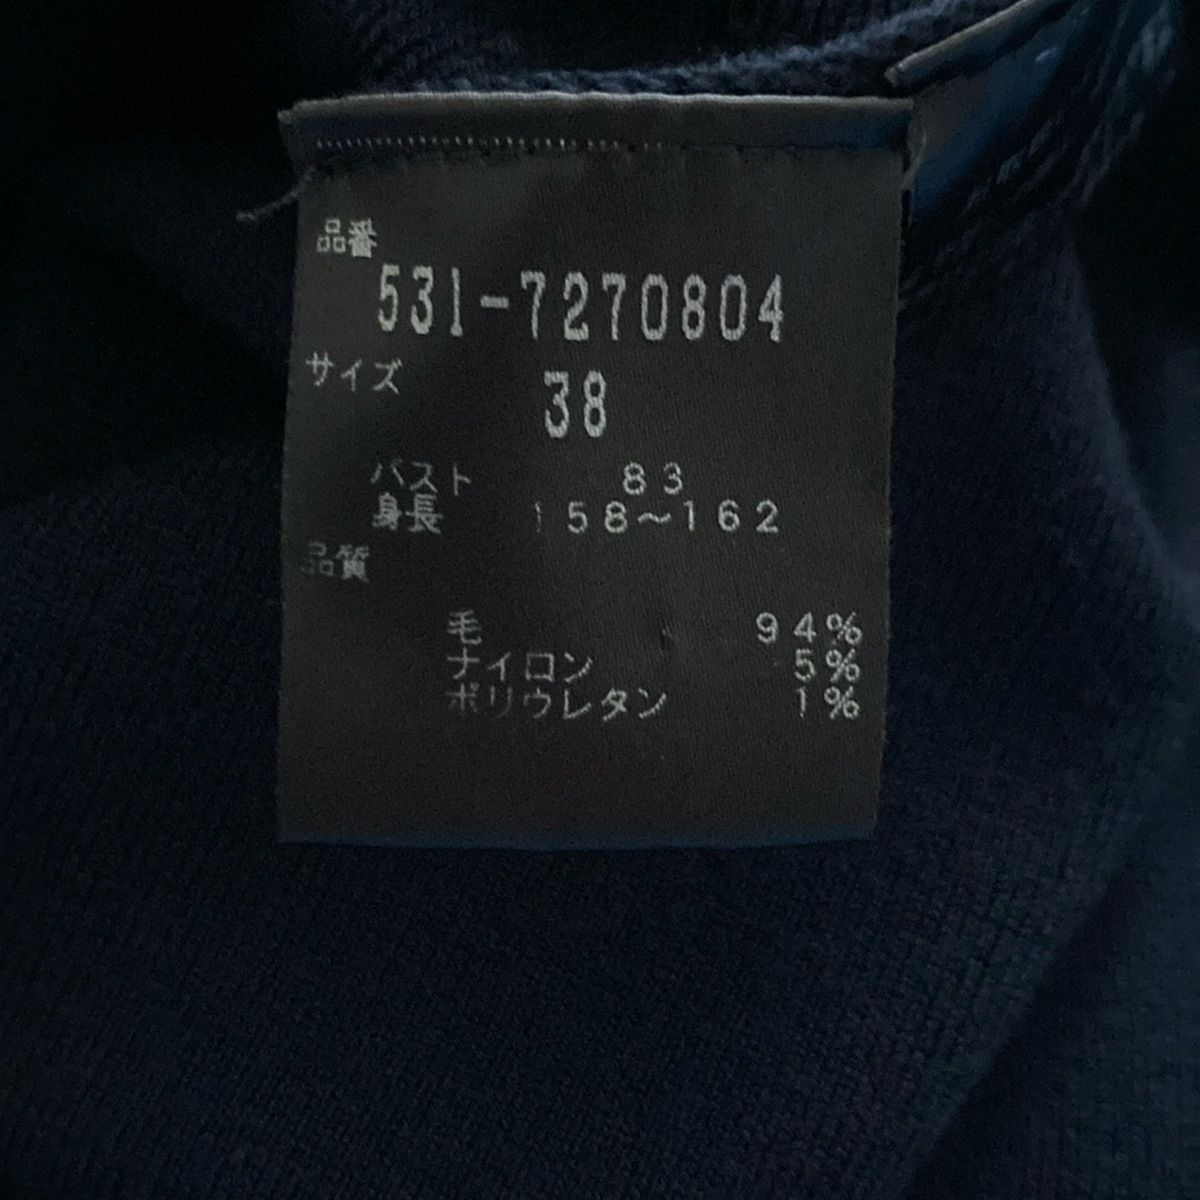 品番
531-7270804
サイズ 38
バスト 83
身長 158～162
品質
毛 94%
ナイロン 5%
ポリウレタン 1%